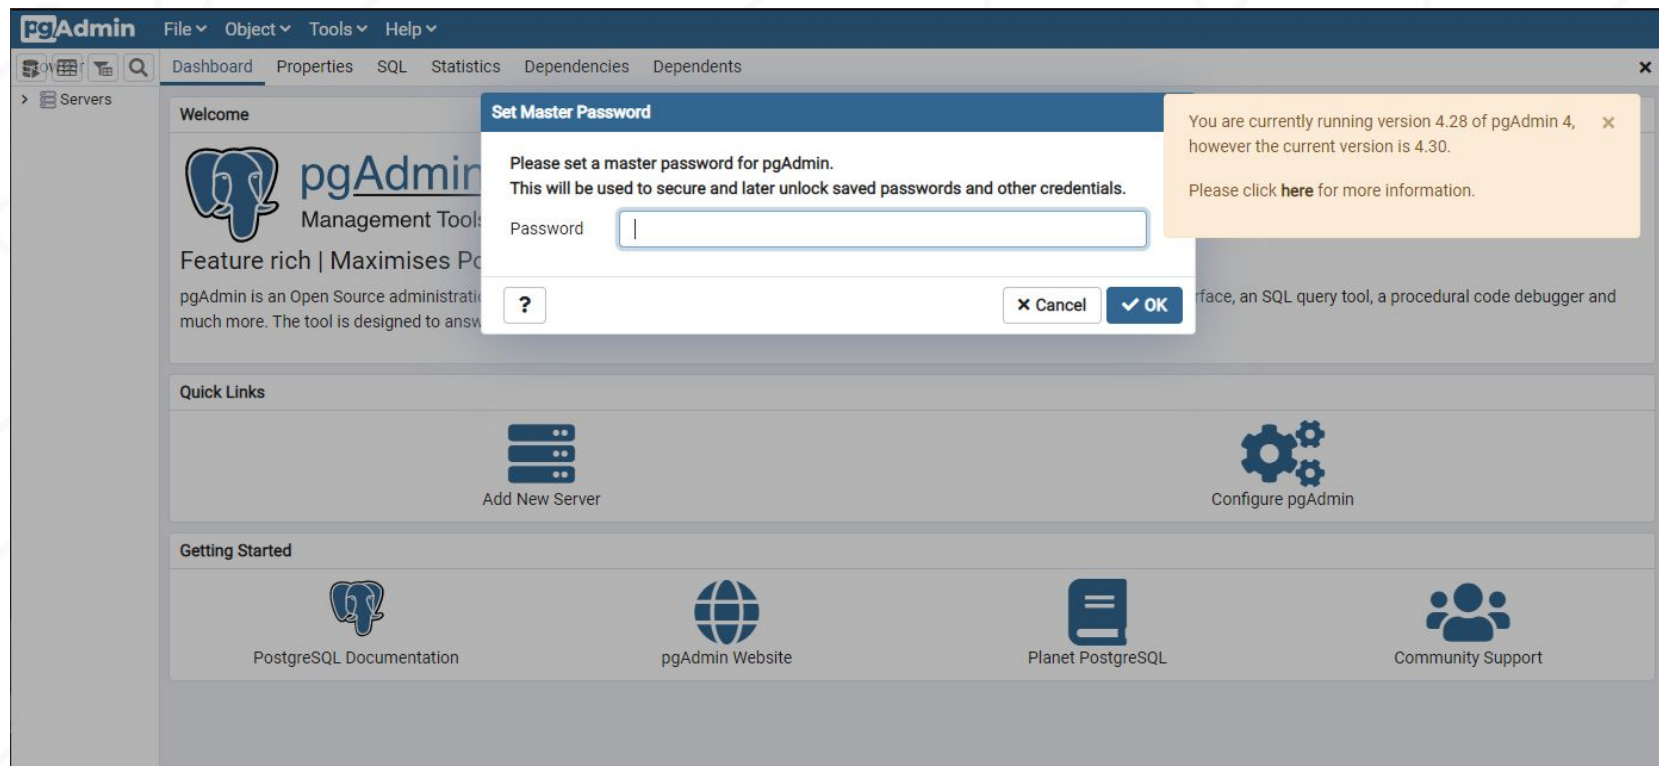 pgAdmin File Object Tools Help
Browser Dashboard Properties SQL Statistics Dependencies Dependents
Servers
Welcome
pgAdmin
Management Tools
Feature rich | Maximises Po
pgAdmin is an Open Source administratio
rface, an SQL query tool, a procedural code debugger and
much more. The tool is designed to answ
Set Master Password
Please set a master password for pgAdmin.
This will be used to secure and later unlock saved passwords and other credentials.
Password
?
Cancel OK
You are currently running version 4.28 of pgAdmin 4,
however the current version is 4.30.
Please click here for more information.
Quick Links
Add New Server Configure pgAdmin
Getting Started
PostgreSQL Documentation pgAdmin Website Planet PostgreSQL Community Support